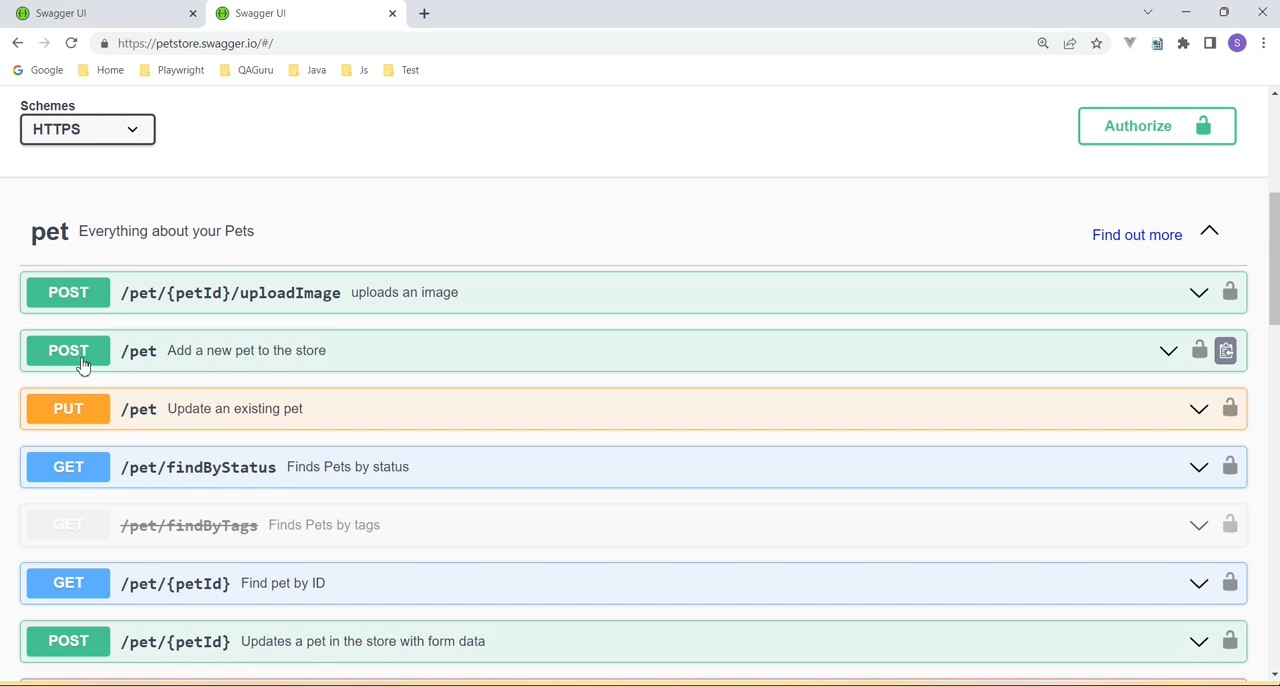 Swagger UI
Swagger UI
https://petstore.swagger.io/#/
S
Google Home Playwright QAGuru Java Js Test
Schemes
HTTPS
Authorize
pet Everything about your Pets
Find out more
POST /pet/{petId}/uploadImage uploads an image
POST /pet Add a new pet to the store
PUT /pet Update an existing pet
GET /pet/findByStatus Finds Pets by status
GET /pet/findByTags Finds Pets by tags
GET /pet/{petId} Find pet by ID
POST /pet/{petId} Updates a pet in the store with form data